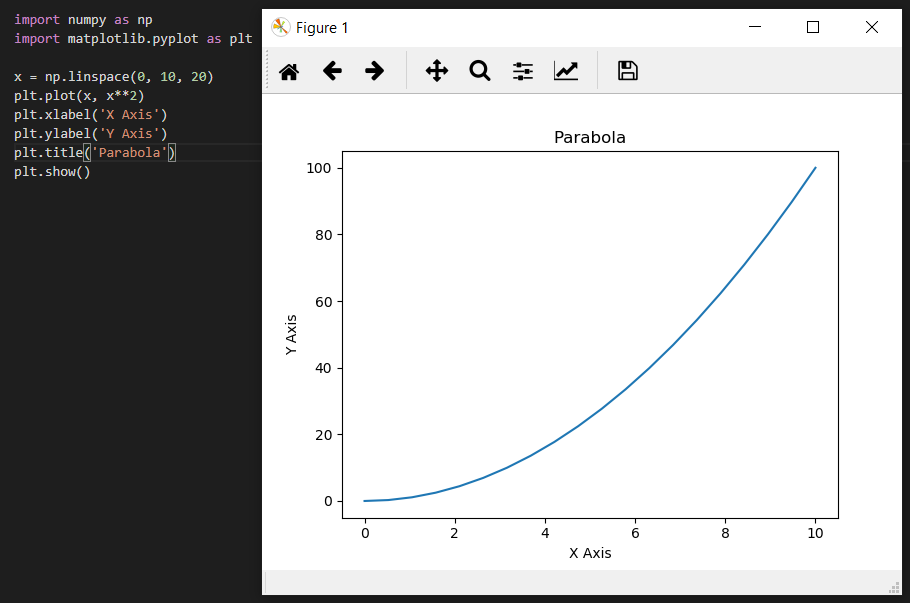 import numpy as np
import matplotlib.pyplot as plt
x = np.linspace(0, 10, 20)
plt.plot(x, x**2)
plt.xlabel('X Axis')
plt.ylabel('Y Axis')
plt.title('Parabola')
plt.show()
Figure 1
Parabola
100
80
60
40
20
0
Y Axis
0 2 4 6 8 10
X Axis